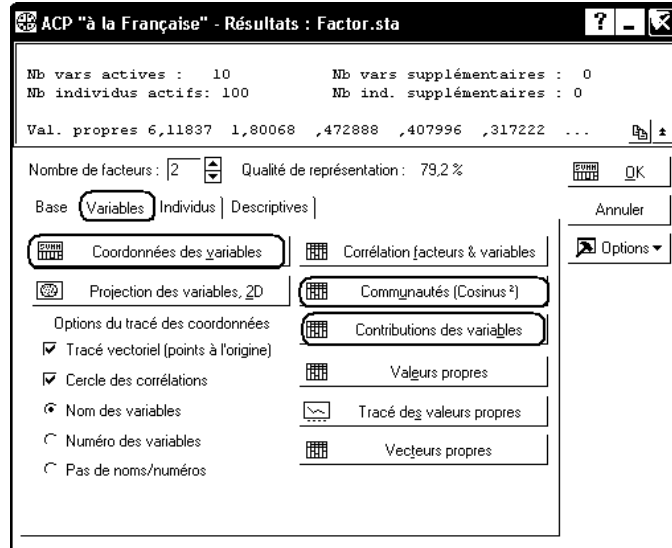 ACP "à la Française" - Résultats : Factor.sta
Nb vars actives : 10 Nb vars supplémentaires : 0
Nb individus actifs: 100 Nb ind. supplémentaires : 0
Val. propres 6,11837 1,80068 ,472888 ,407996 ,317222 ...
Nombre de facteurs : 2 Qualité de représentation : 79,2 %
OK
Base Variables Individus Descriptives
Annuler
Coordonnées des variables Corrélation facteurs & variables
Options
Projection des variables, 2D Communautés (Cosinus ²)
Options du tracé des coordonnées Contributions des variables
Tracé vectoriel (points à l'origine)
Cercle des corrélations Valeurs propres
Nom des variables Tracé des valeurs propres
Numéro des variables Vecteurs propres
Pas de noms/numéros